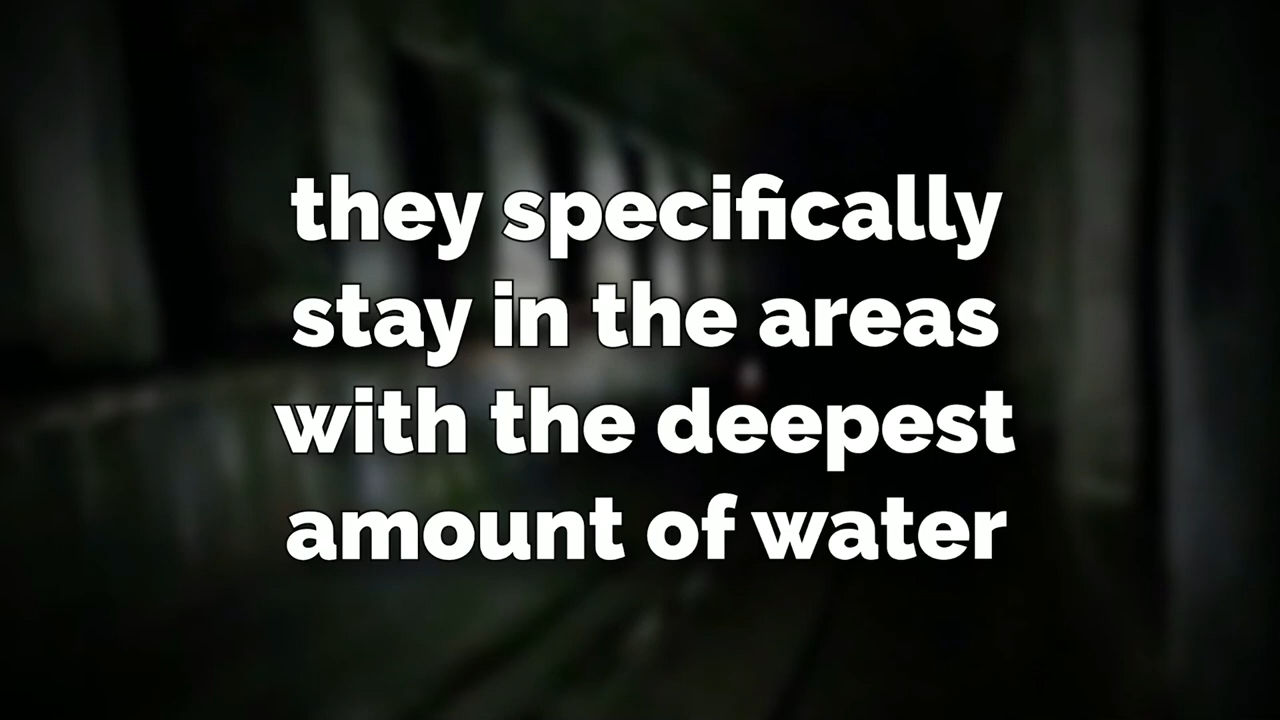 they specifically
stay in the areas
with the deepest
amount of water